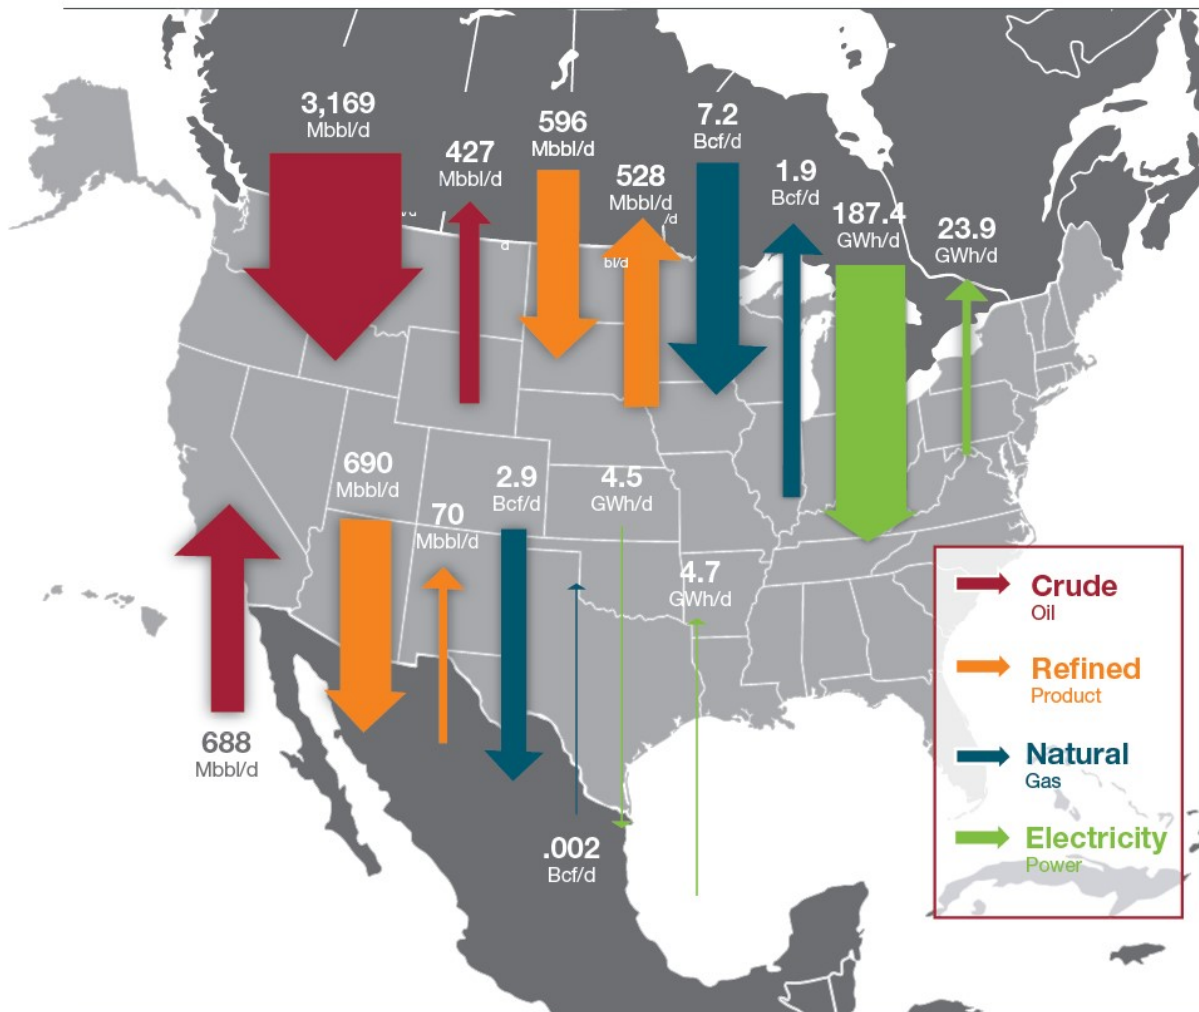 3,169
Mbbl/d
427
Mbbl/d
596
Mbbl/d
528
Mbbl/d
7.2
Bcf/d
1.9
Bcf/d
187.4
GWh/d
23.9
GWh/d
/d
d
bl/d
690
Mbbl/d
70
Mbbl/d
2.9
Bcf/d
4.5
GWh/d
4.7
GWh/d
688
Mbbl/d
.002
Bcf/d
Crude
Oil
Refined
Product
Natural
Gas
Electricity
Power